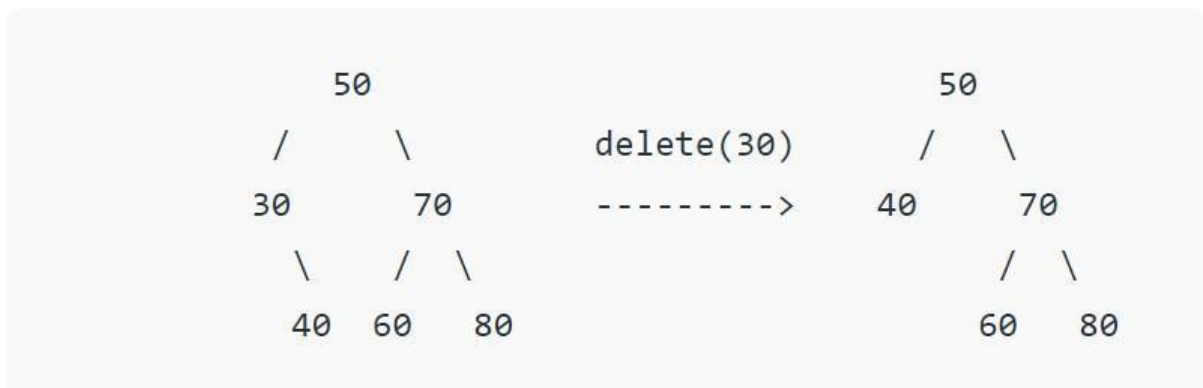 50 50
/ \ delete(30) / \
30 70 ---------> 40 70
\ / \ / \
40 60 80 60 80